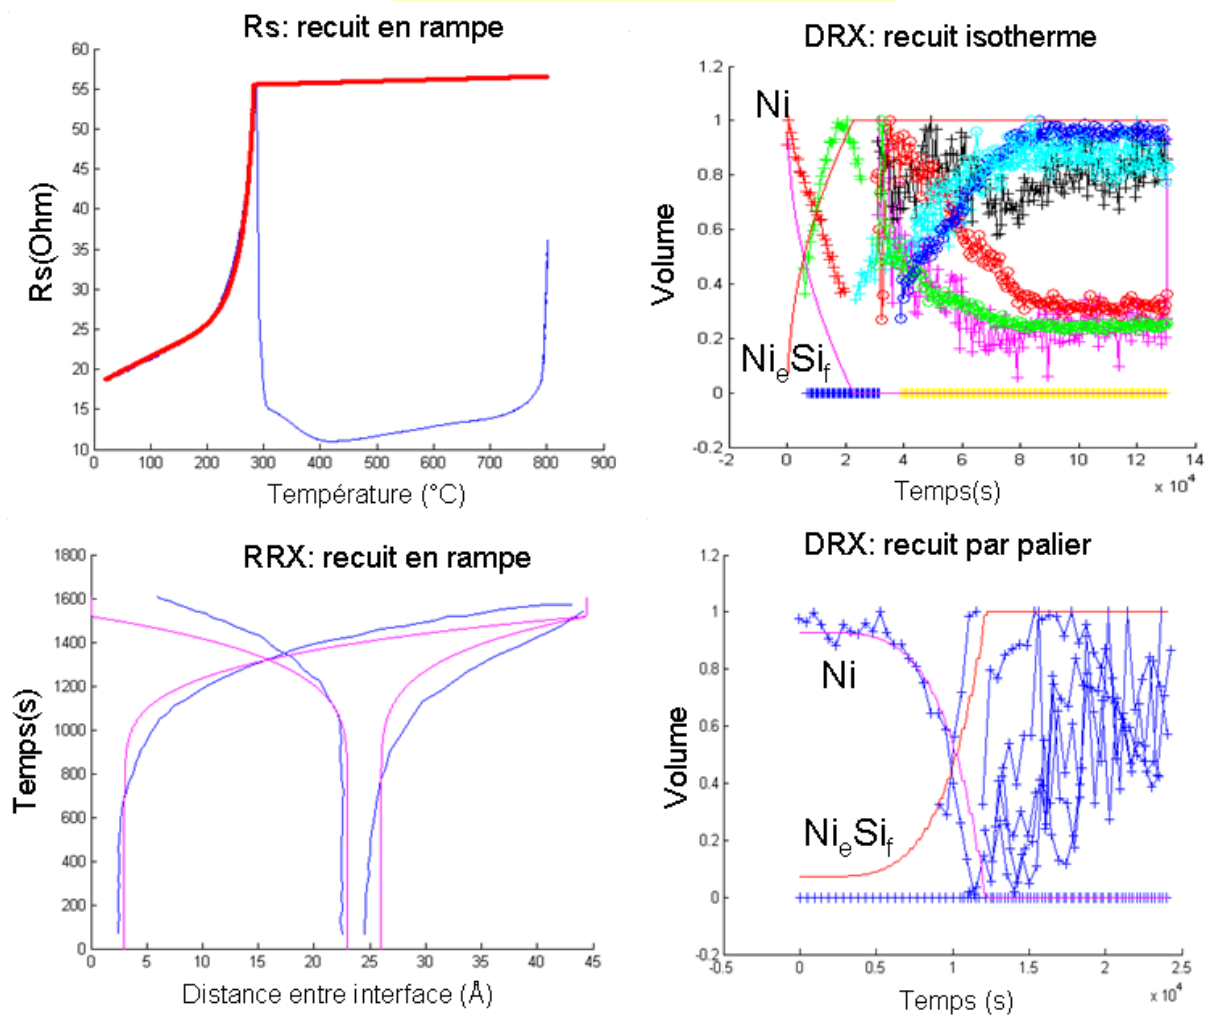 Rs: recuit en rampe
60
55
50
45
40
35
30
25
20
15
10
Rs(Ohm)
0 100 200 300 400 500 600 700 800 900
Température (°C)
DRX: recuit isotherme
1.2
1
0.8
0.6
0.4
0.2
0
-0.2
Volume
Ni
NieSif
-2 0 2 4 6 8 10 12 14
x 10⁴
Temps(s)
RRX: recuit en rampe
1800
1600
1400
1200
1000
800
600
400
200
0
Temps(s)
0 5 10 15 20 25 30 35 40 45
Distance entre interface (Å)
DRX: recuit par palier
1.2
1
0.8
0.6
0.4
0.2
0
-0.2
Volume
Ni
NieSif
-0.5 0 0.5 1 1.5 2 2.5
x 10⁴
Temps (s)